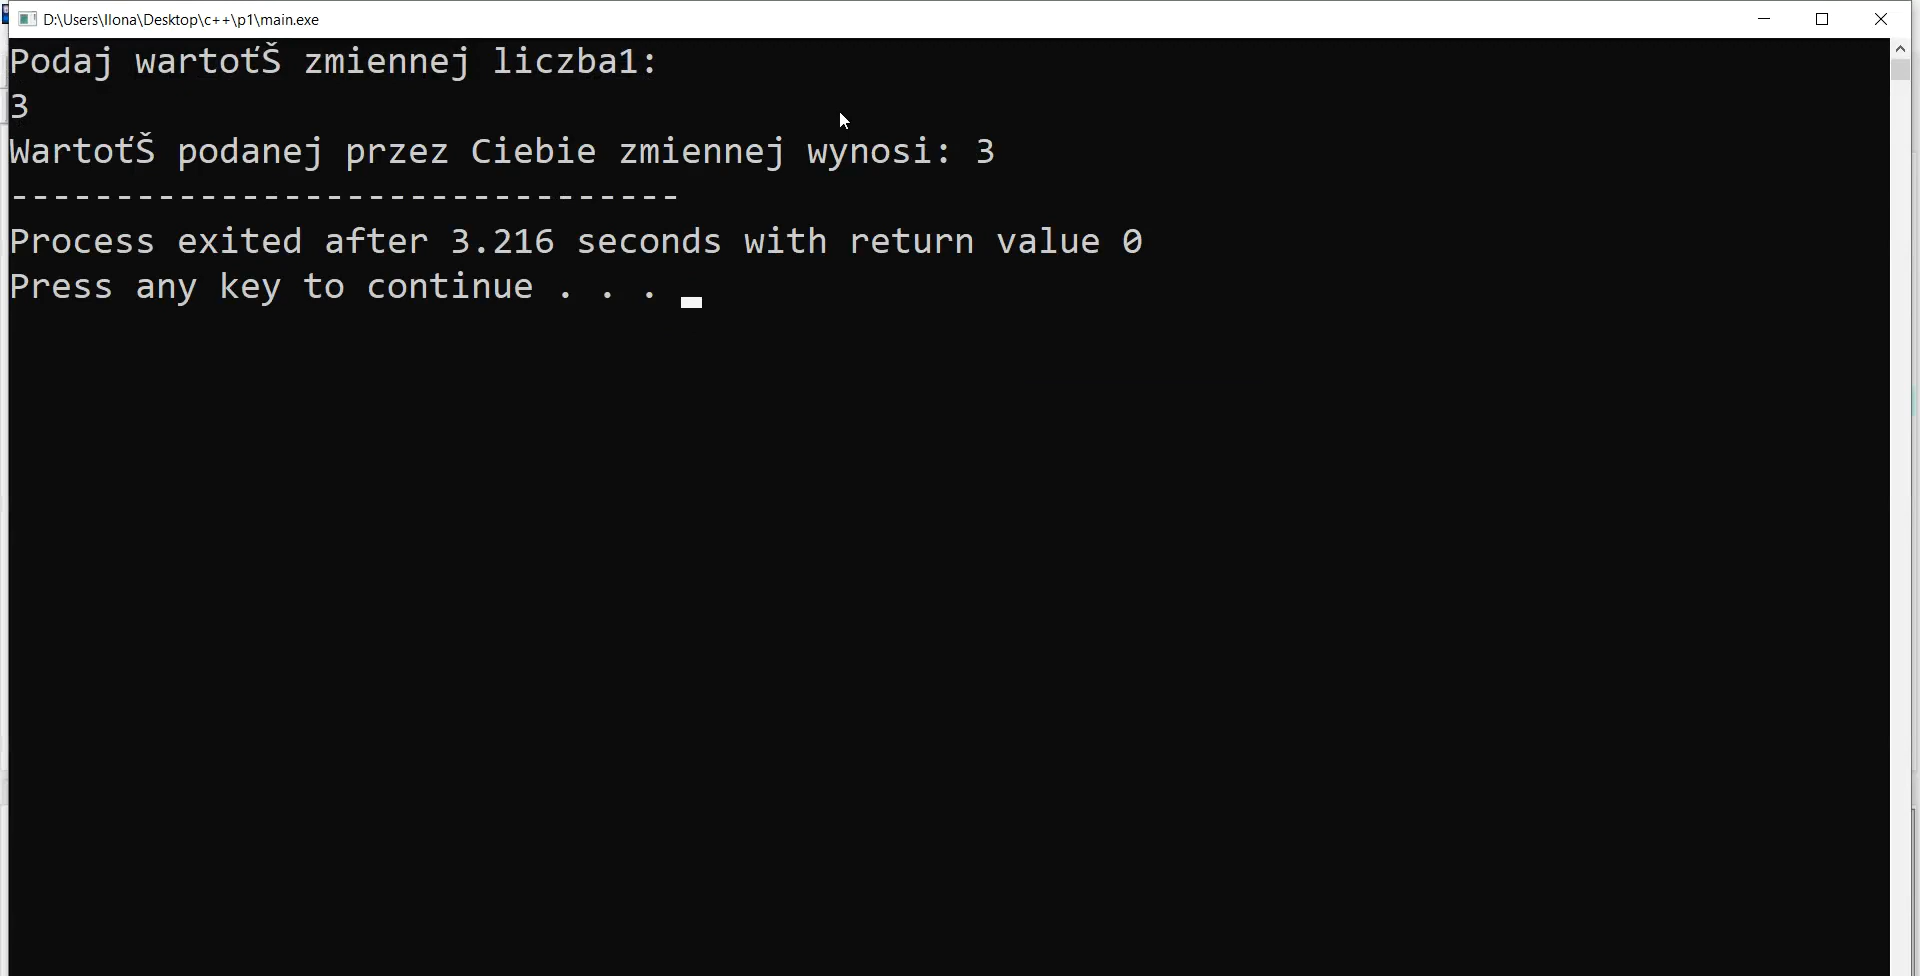 D:\Users\Ilona\Desktop\c++\p1\main.exe
Podaj wartoťŠ zmiennej liczba1:
3
WartoťŠ podanej przez Ciebie zmiennej wynosi: 3
--------------------------------
Process exited after 3.216 seconds with return value 0
Press any key to continue . . .